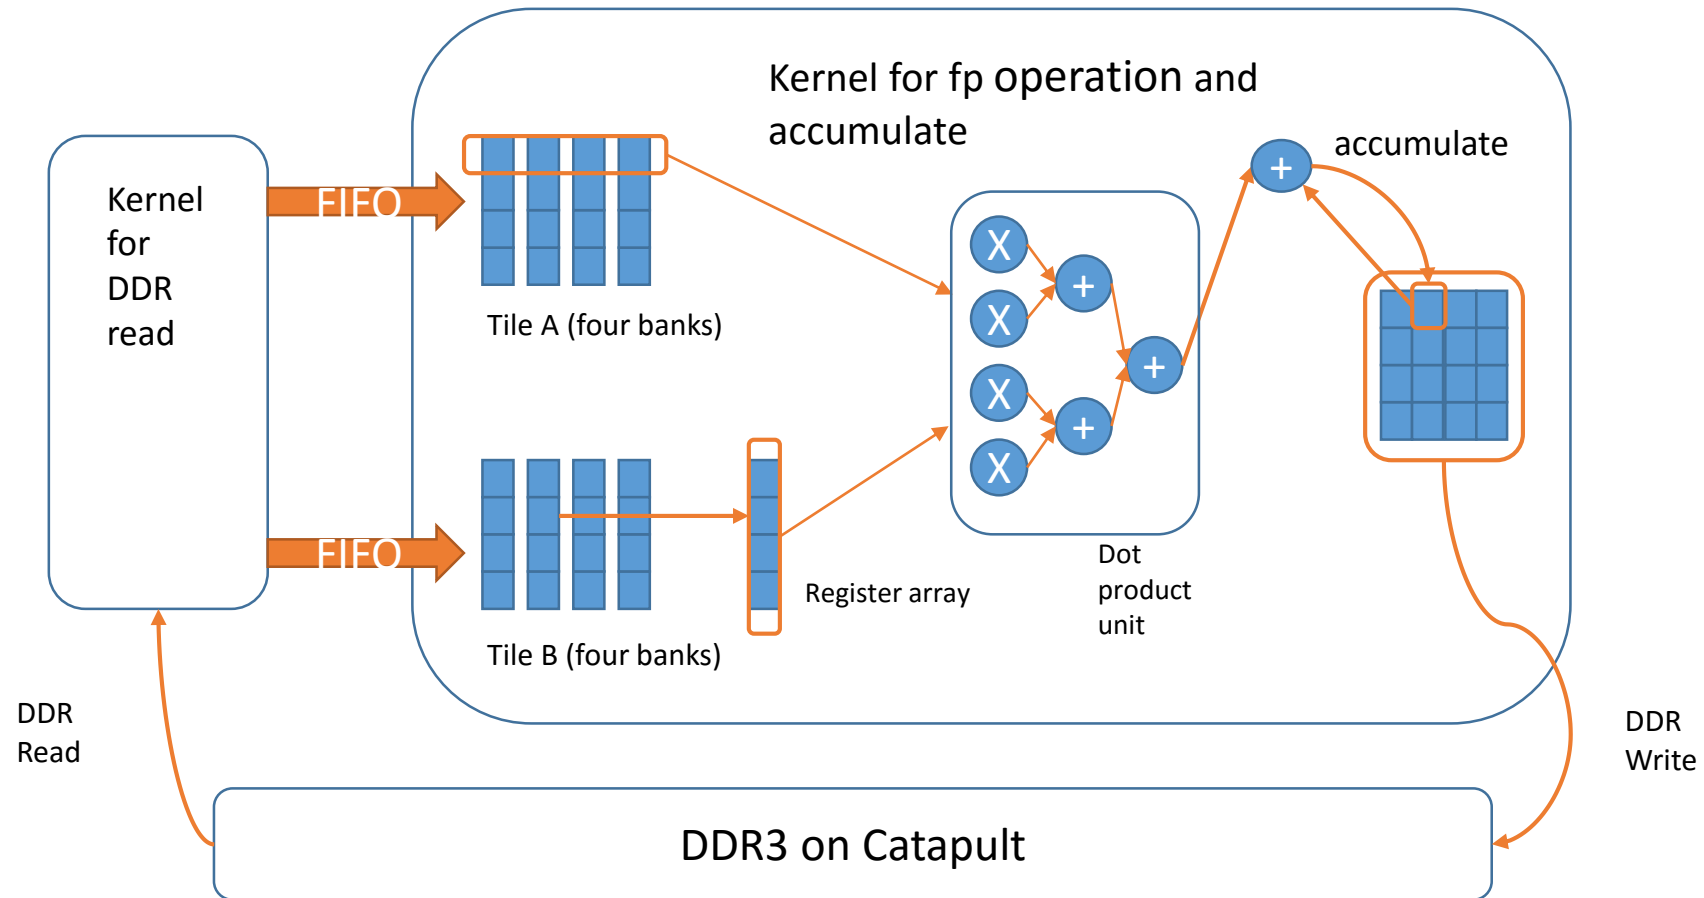 Kernel for fp operation and
accumulate
accumulate
Kernel
for
DDR
read
FIFO
Tile A (four banks)
X
X
X
X
+
+
+
+
FIFO
Register array
Tile B (four banks)
Dot
product
unit
DDR
Read
DDR
Write
DDR3 on Catapult